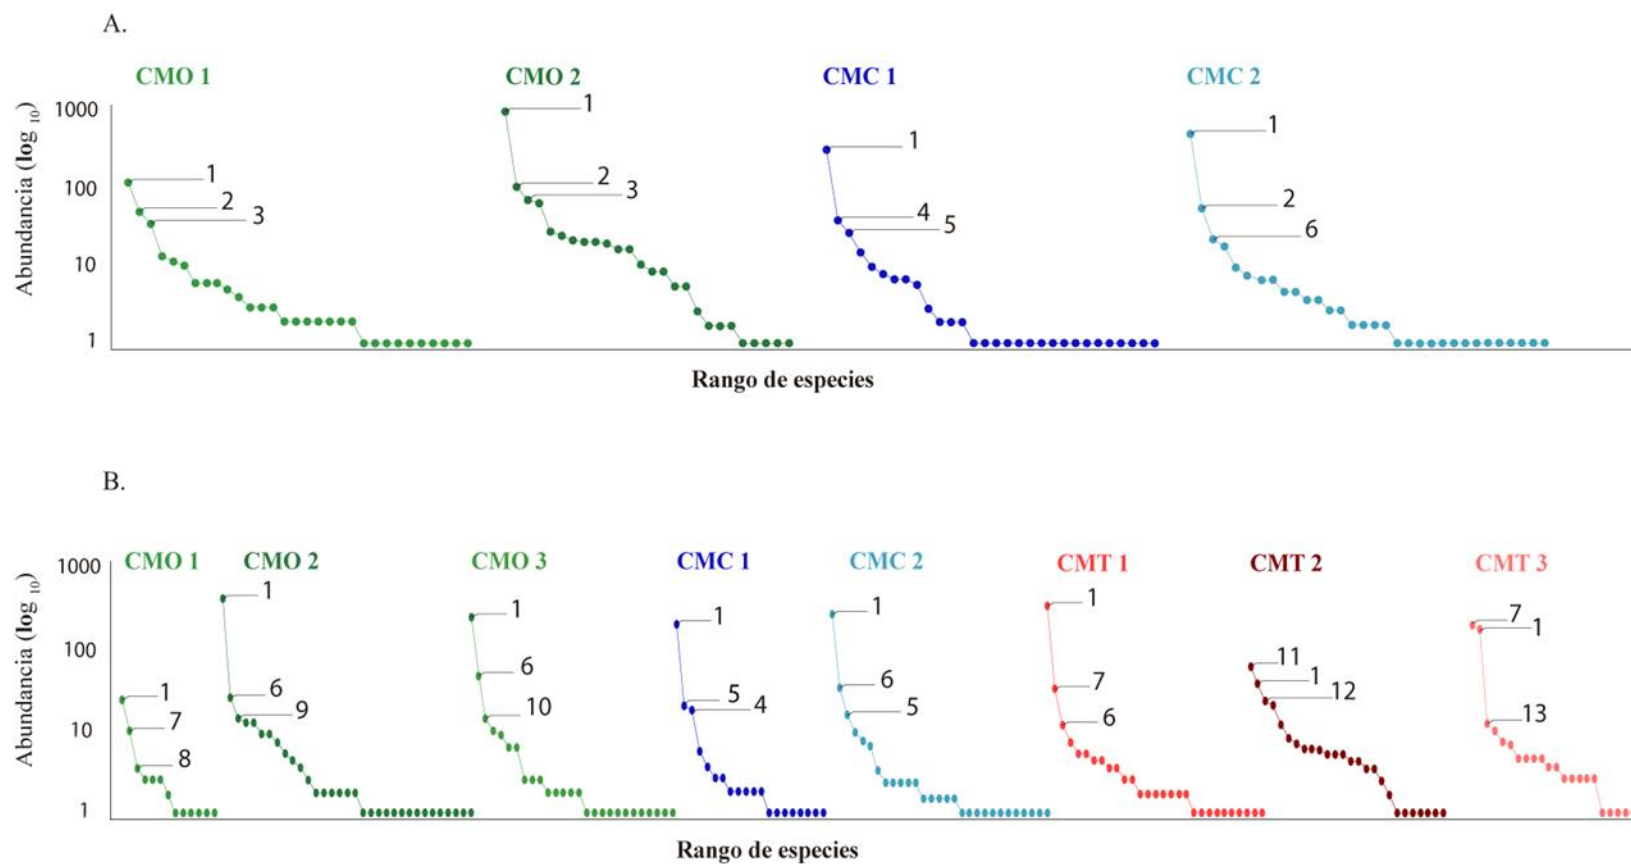 A.
CMO 1 CMO 2 CMC 1 CMC 2
Abundancia (log 10)
1000
100
10
1
1 2 3
1 2 3
1 4 5
1 2 6
Rango de especies
B.
CMO 1 CMO 2 CMO 3 CMC 1 CMC 2 CMT 1 CMT 2 CMT 3
Abundancia (log 10)
1000
100
10
1
1 7 8
1 6 9
1 6 10
1 5 4
1 6 5
1 7 6
11 1 12
7 1 13
Rango de especies